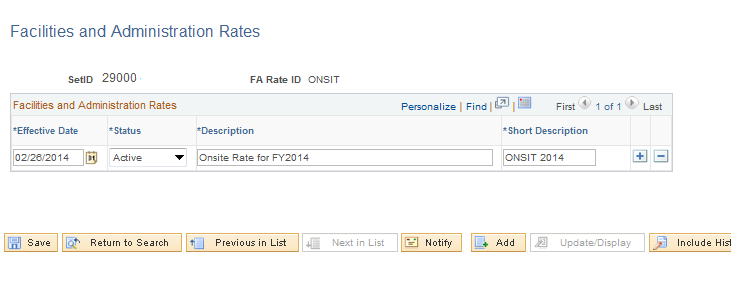 Facilities and Administration Rates
SetID 29000 FA Rate ID ONSIT
Facilities and Administration Rates Personalize | Find | | First 1 of 1 Last
*Effective Date *Status *Description *Short Description
02/26/2014 Active Onsite Rate for FY2014 ONSIT 2014
Save Return to Search Previous in List Next in List Notify Add Update/Display Include Hist